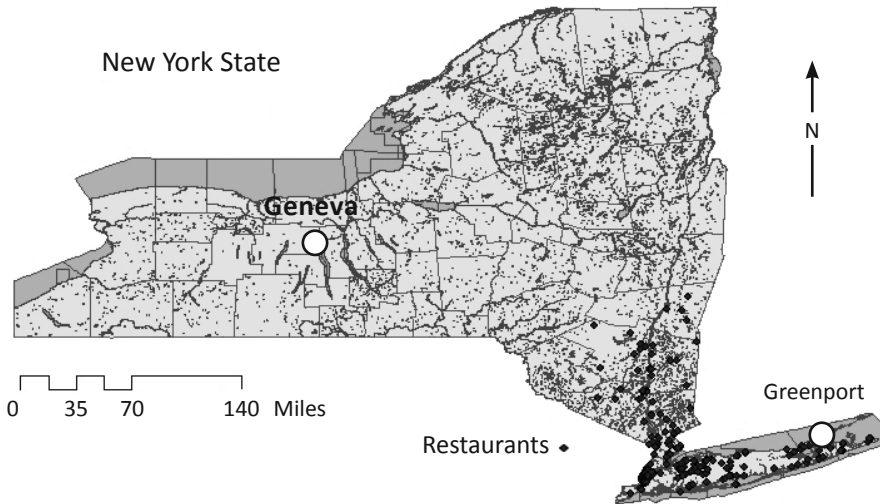 New York State
N
Geneva
0 35 70 140 Miles
Greenport
Restaurants